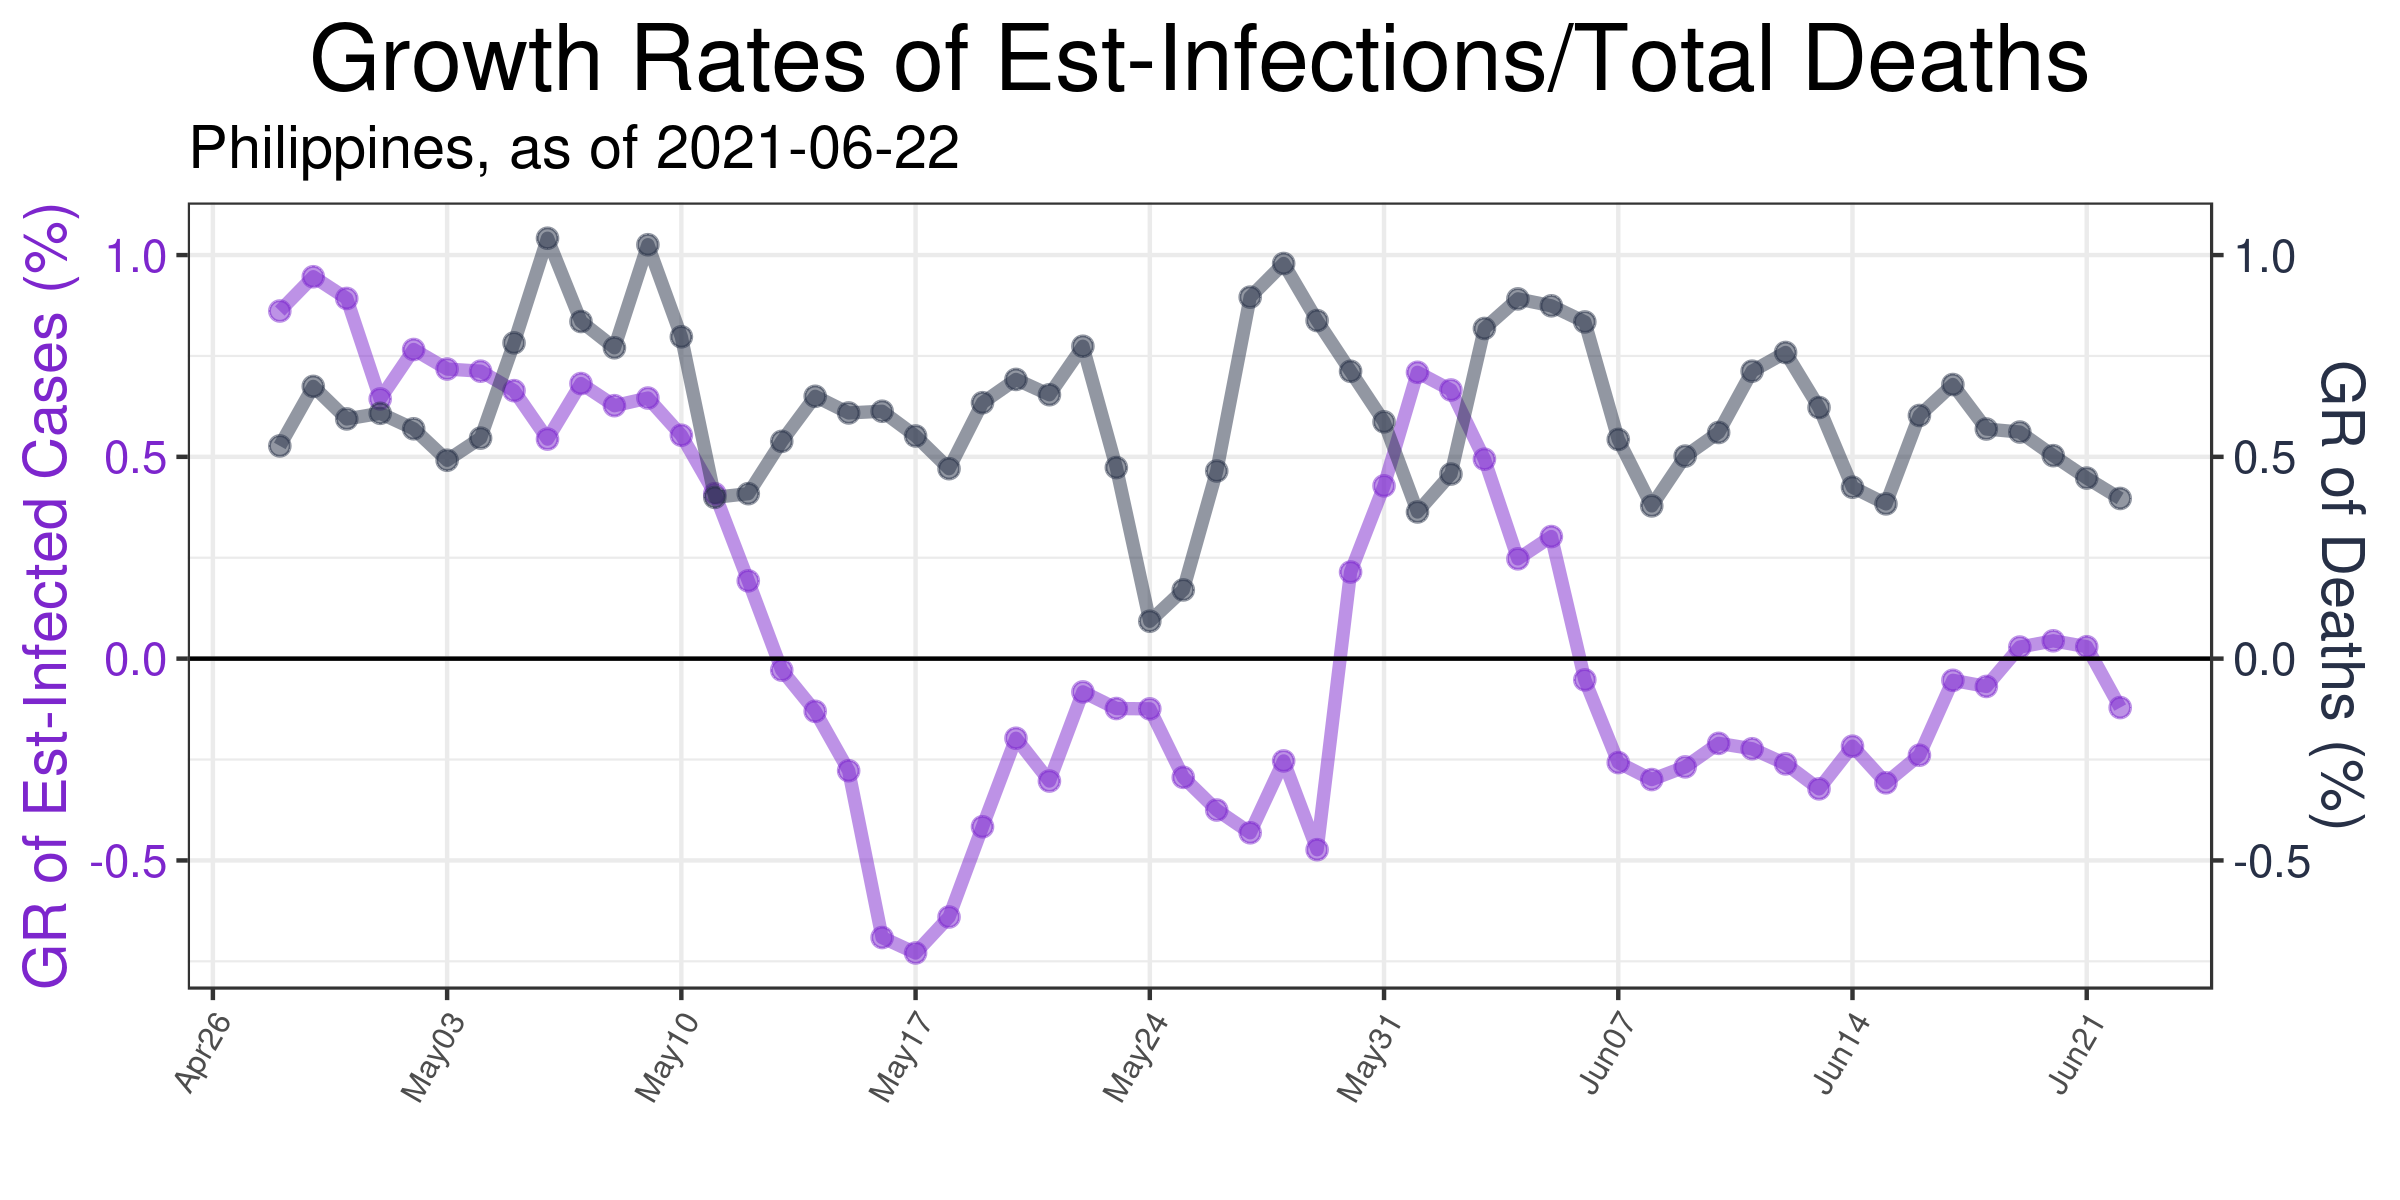 Growth Rates of Est-Infections/Total Deaths
Philippines, as of 2021-06-22
GR of Est-Infected Cases (%)
1.0
0.5
0.0
-0.5
1.0
0.5
0.0
-0.5
GR of Deaths (%)
Apr26 May03 May10 May17 May24 May31 Jun07 Jun14 Jun21